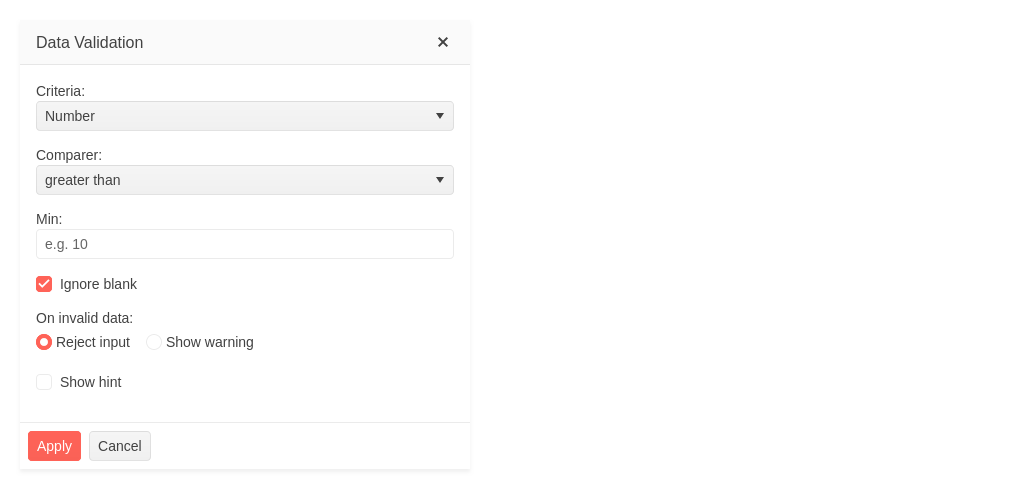 Data Validation
Criteria:
Number
Comparer:
greater than
Min:
e.g. 10
Ignore blank
On invalid data:
Reject input Show warning
Show hint
Apply Cancel